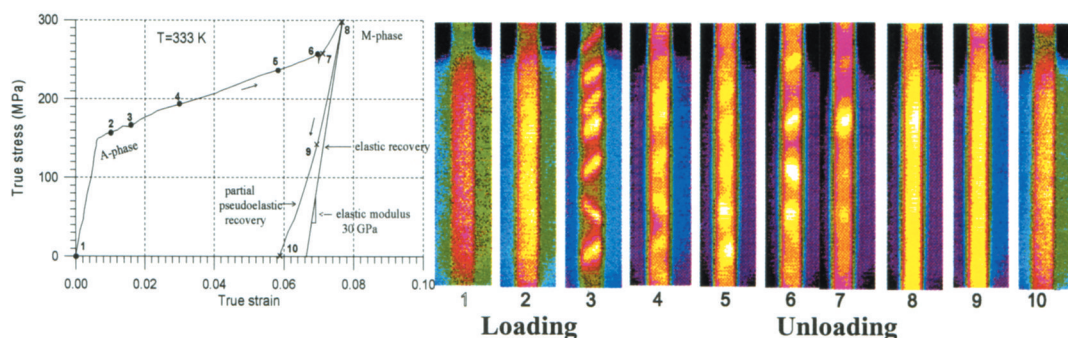 True stress (MPa)
300
200
100
0
T=333 K
M-phase
A-phase
1
2
3
4
5
6
7
8
9
10
elastic recovery
partial
pseudoelastic
recovery
elastic modulus
30 GPa
0.00 0.02 0.04 0.06 0.08 0.10
True strain
1 2 3 4 5 6 7 8 9 10
Loading Unloading